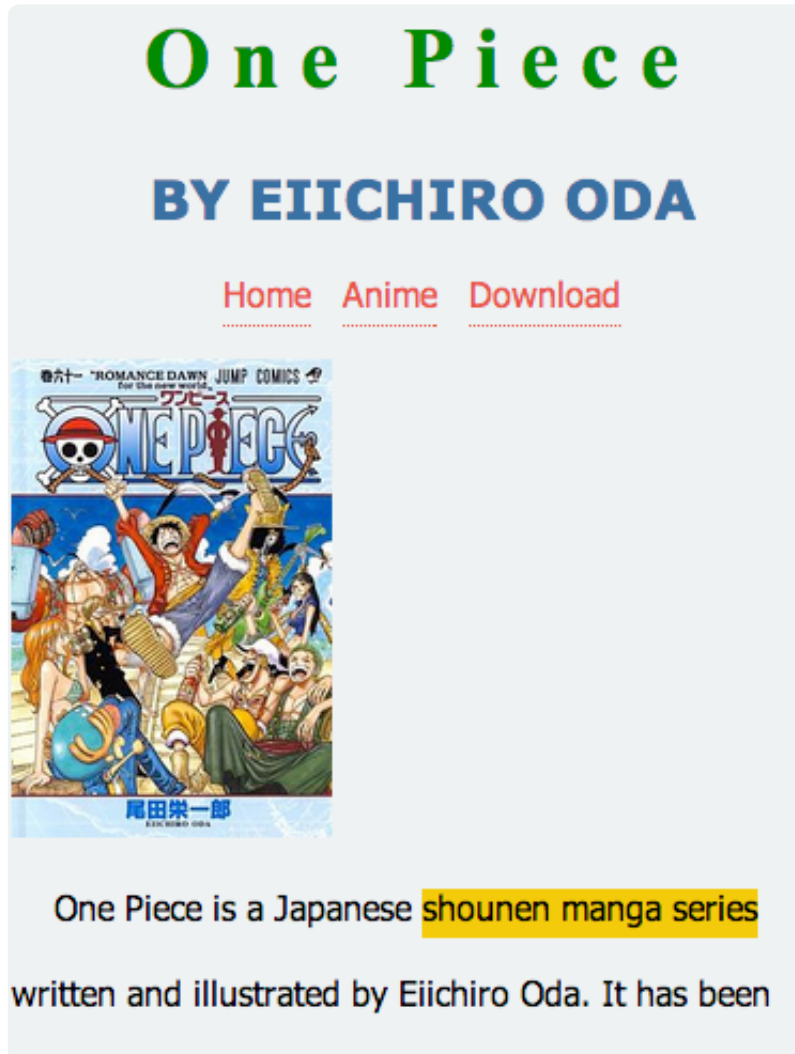 One Piece
BY EIICHIRO ODA
Home Anime Download
巻六十一 "ROMANCE DAWN for the new world" JUMP COMICS
ワンピース
ONE PIECE
尾田栄一郎
EIICHIRO ODA
One Piece is a Japanese shounen manga series
written and illustrated by Eiichiro Oda. It has been